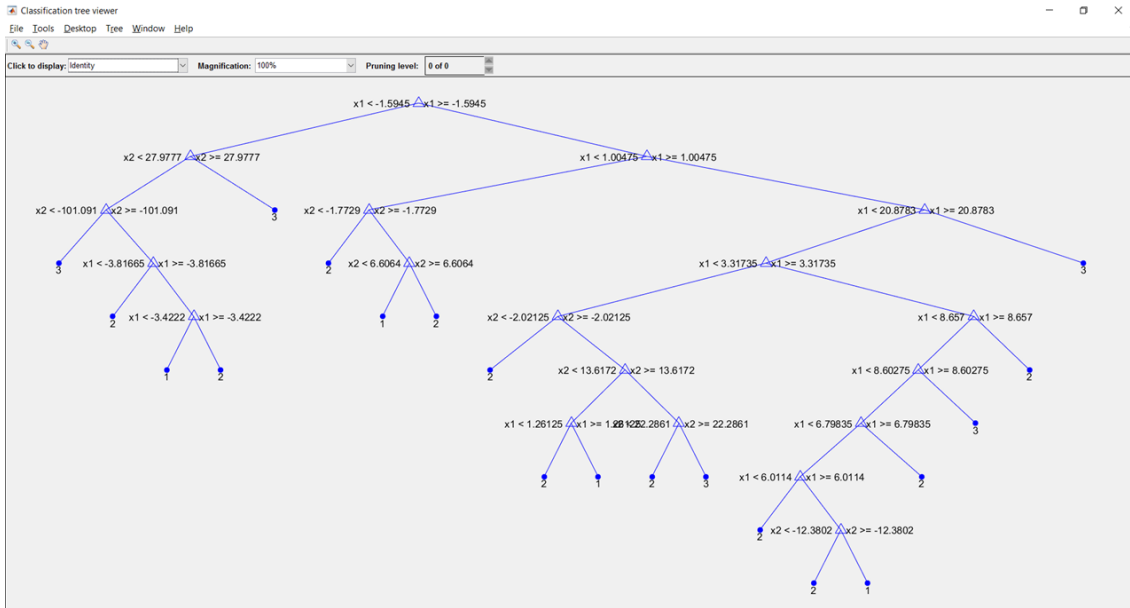 Classification tree viewer
File Tools Desktop Tree Window Help
Click to display: Identity Magnification: 100% Pruning level: 0 of 0
x1 < -1.5945 x1 >= -1.5945
x2 < 27.9777 x2 >= 27.9777 x1 < 1.00475 x1 >= 1.00475
x2 < -101.091 x2 >= -101.091 3 x2 < -1.7729 x2 >= -1.7729 x1 < 20.8783 x1 >= 20.8783
3 x1 < -3.81665 x1 >= -3.81665 2 x2 < 6.6064 x2 >= 6.6064 x1 < 3.31735 x1 >= 3.31735 3
2 x1 < -3.4222 x1 >= -3.4222 1 2 x2 < -2.02125 x2 >= -2.02125 x1 < 8.657 x1 >= 8.657
1 2 2 x2 < 13.6172 x2 >= 13.6172 x1 < 8.60275 x1 >= 8.60275 2
x1 < 1.26125 x1 >= 1.26125 x2 < 22.2861 x2 >= 22.2861 x1 < 6.79835 x1 >= 6.79835 3
2 1 2 3 x1 < 6.0114 x1 >= 6.0114 2
2 x2 < -12.3802 x2 >= -12.3802
2 1